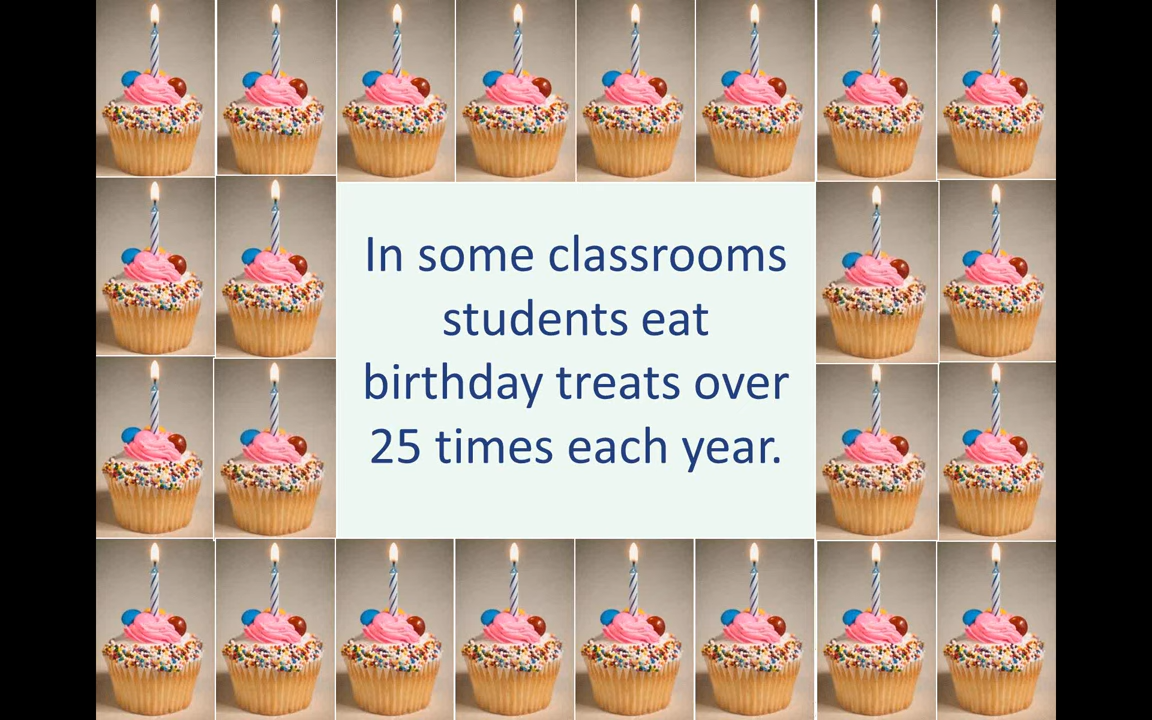 In some classrooms
students eat
birthday treats over
25 times each year.